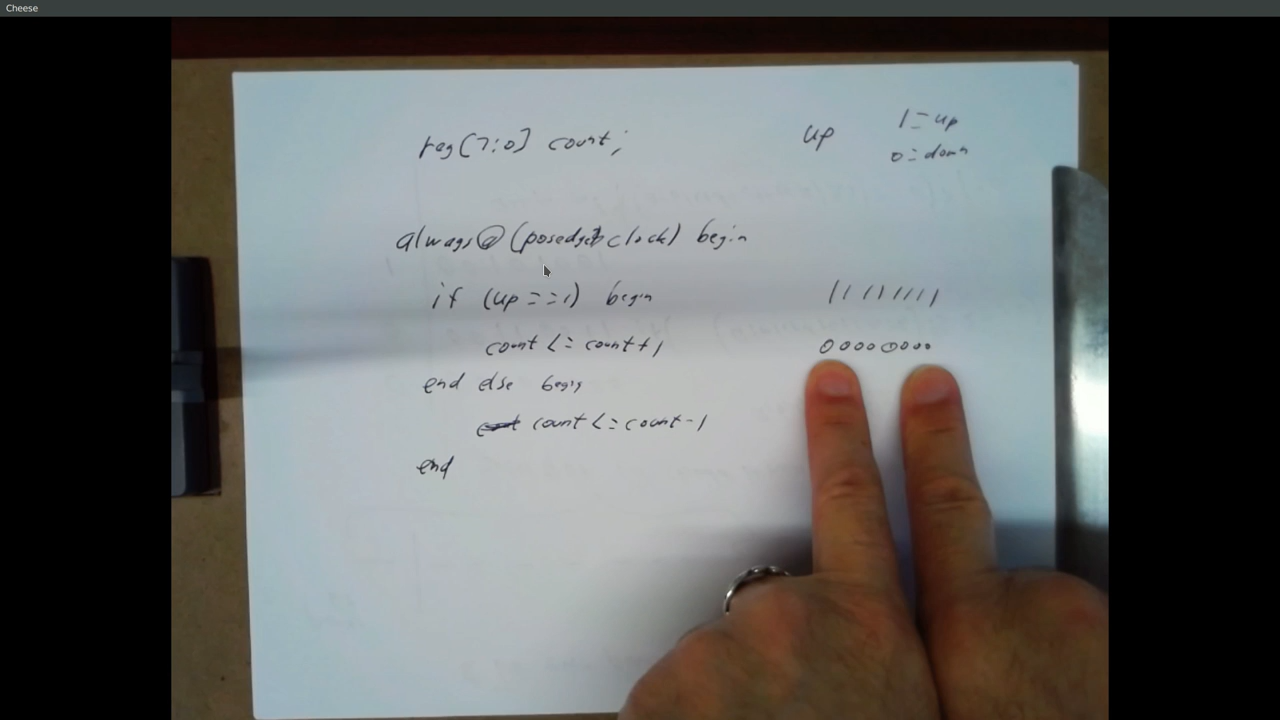 Cheese
reg[7:0] count;
up
1=up
0=down
always@(posedge clock) begin
if (up==1) begin
11111111
count<=count+1
00000000
end else begin
count<=count-1
end